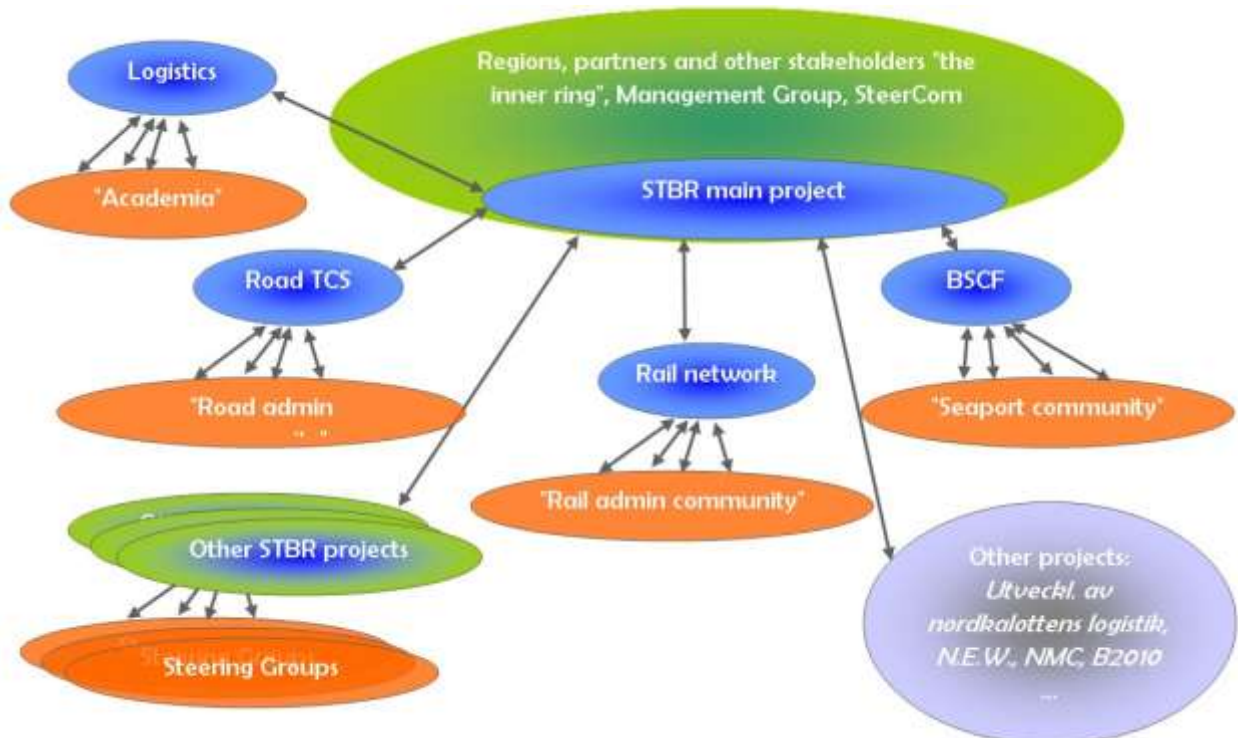 Logistics
Regions, partners and other stakeholders "the
inner ring", Management Group, SteerCom
"Academia"
STBR main project
Road TCS
BSCF
Rail network
"Road admin
"Seaport community"
"Rail admin community"
Other STBR projects
Other projects:
Utveckl. av
nordkalottens logistik,
N.E.W., NMC, B2010
...
Steering Groups
Steering Groups